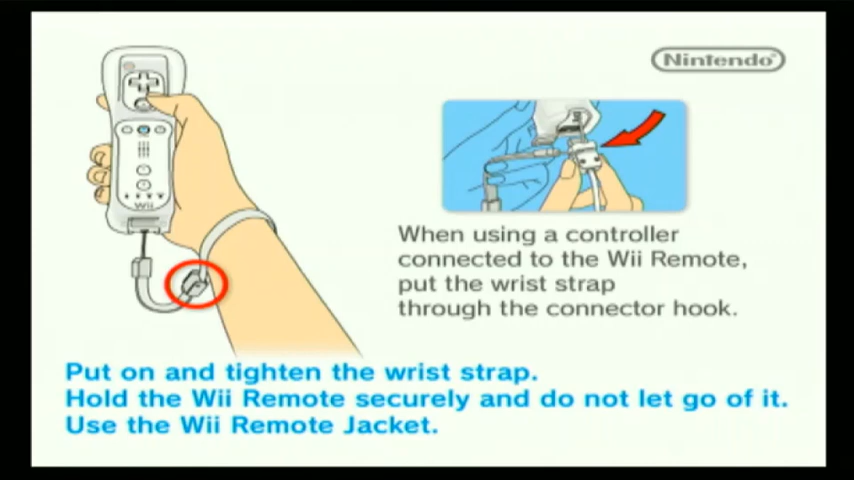 Nintendo®
Wii
When using a controller
connected to the Wii Remote,
put the wrist strap
through the connector hook.
Put on and tighten the wrist strap.
Hold the Wii Remote securely and do not let go of it.
Use the Wii Remote Jacket.